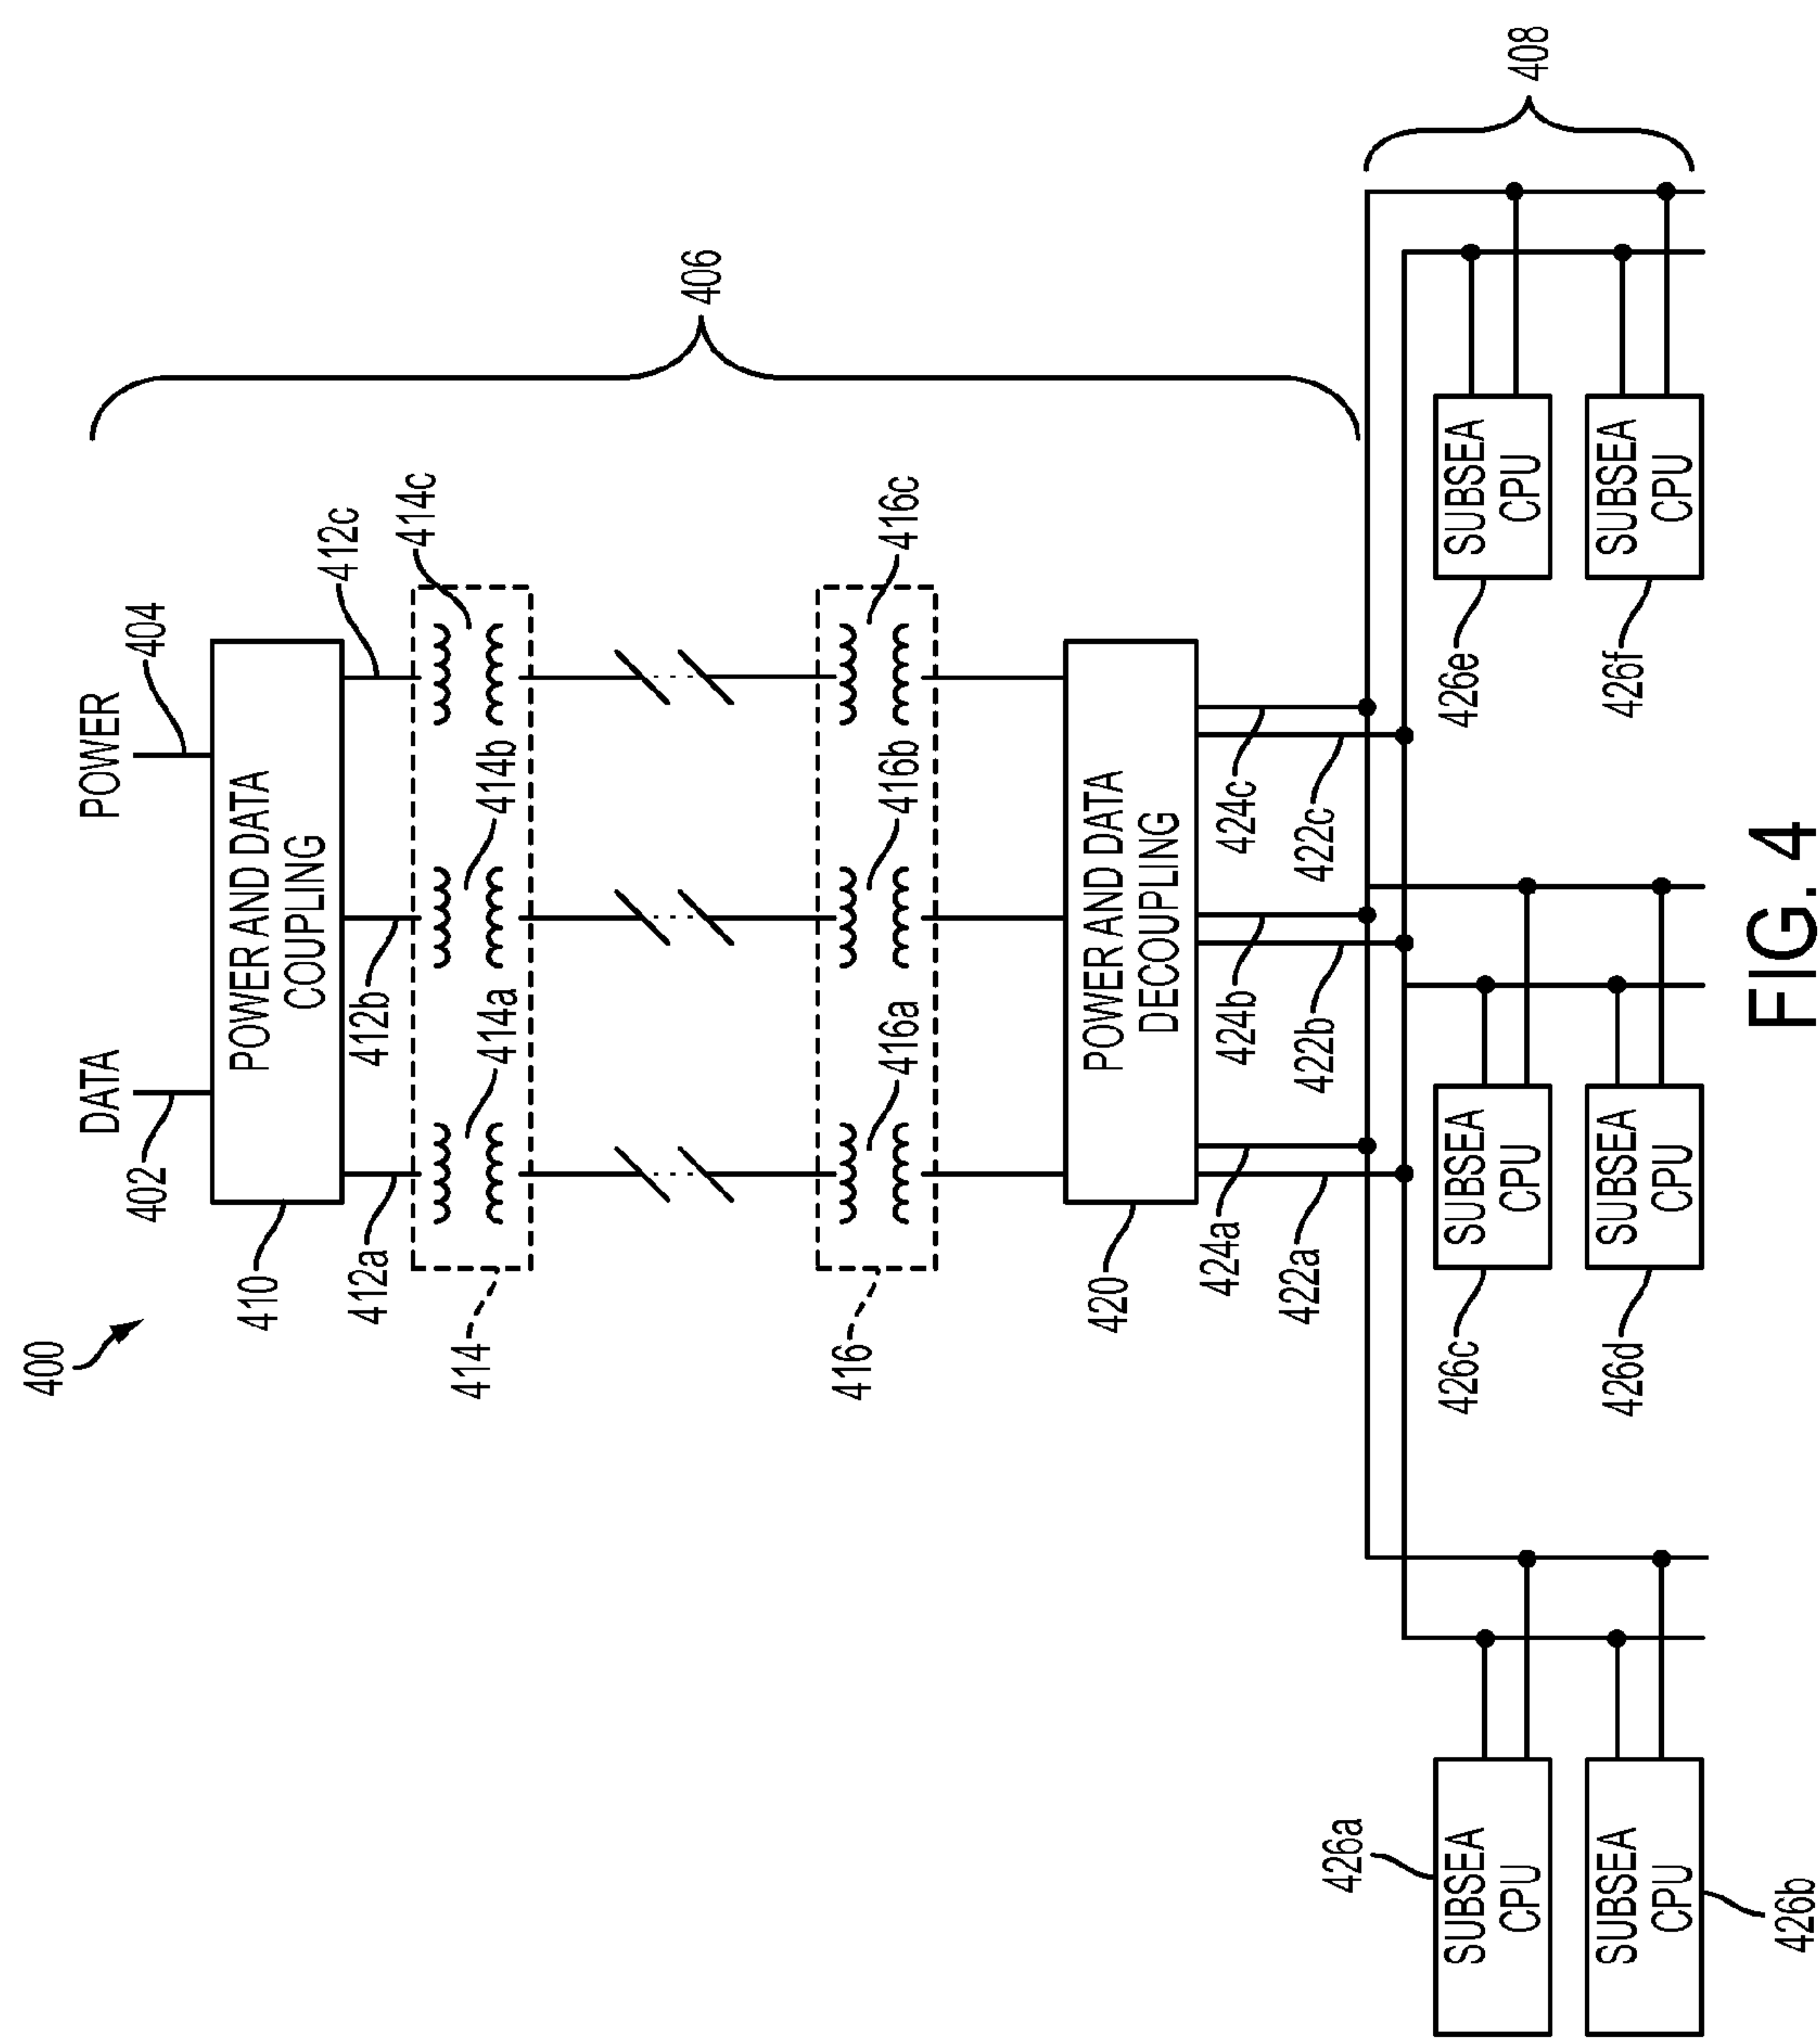 400
DATA
POWER
402
404
410
POWER AND DATA
COUPLING
412a
412b
412c
414
414a
414b
414c
406
416
416a
416b
416c
420
POWER AND DATA
DECOUPLING
424a
424b
424c
422a
422b
422c
408
426a
SUBSEA
CPU
426b
SUBSEA
CPU
426c
SUBSEA
CPU
426d
SUBSEA
CPU
426e
SUBSEA
CPU
426f
SUBSEA
CPU
FIG. 4